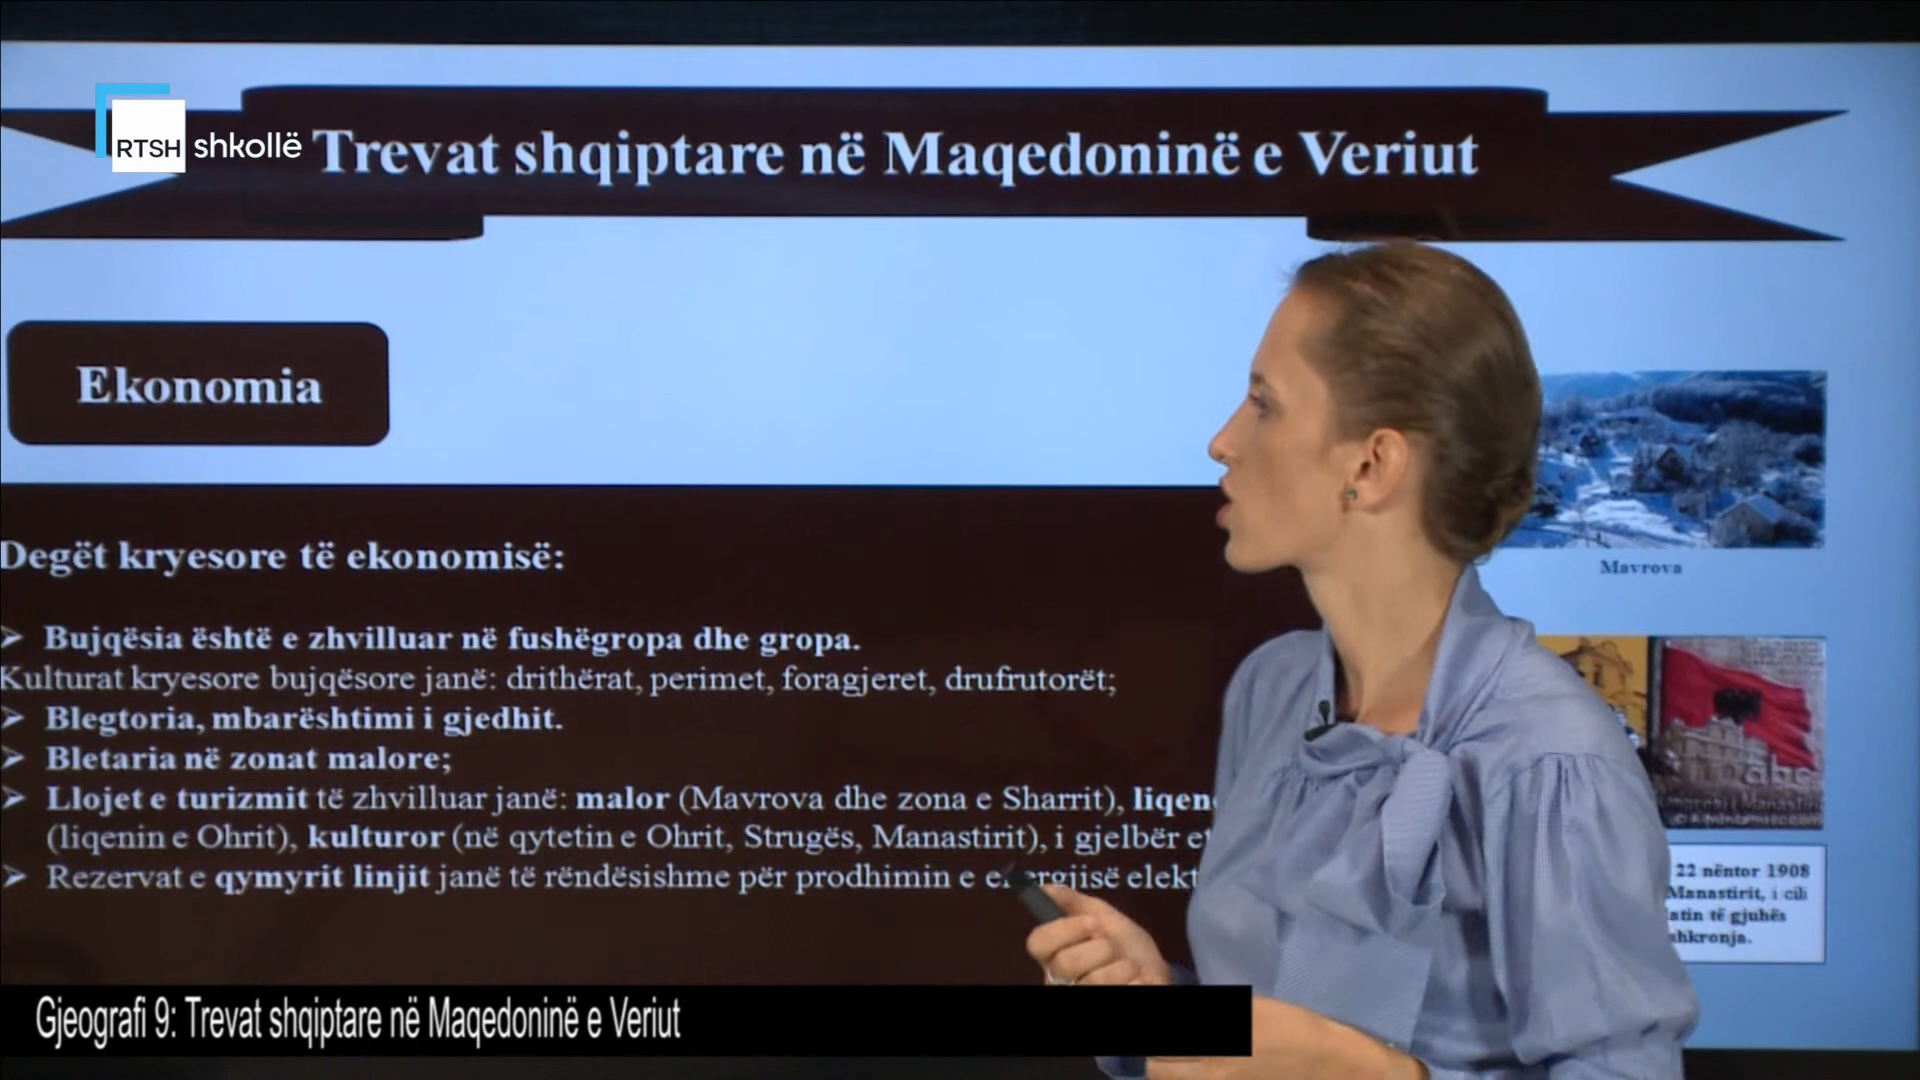 RTSH shkollë
Trevat shqiptare në Maqedoninë e Veriut
Ekonomia
Degët kryesore të ekonomisë:
➢ Bujqësia është e zhvilluar në fushëgropa dhe gropa.
Kulturat kryesore bujqësore janë: drithërat, perimet, foragjeret, drufrutorët;
➢ Blegtoria, mbarështimi i gjedhit.
➢ Bletaria në zonat malore;
➢ Llojet e turizmit të zhvilluar janë: malor (Mavrova dhe zona e Sharrit),
(liqenin e Ohrit), kulturor (në qytetin e Ohrit, Strugës, Manastirit), i gjelbër
➢ Rezervat e qymyrit linjit janë të rëndësishme për prodhimin e
Mavrova
abc
22 nëntor 1908
Manastirit, i cili
të gjuhës
Gjeografi 9: Trevat shqiptare në Maqedoninë e Veriut